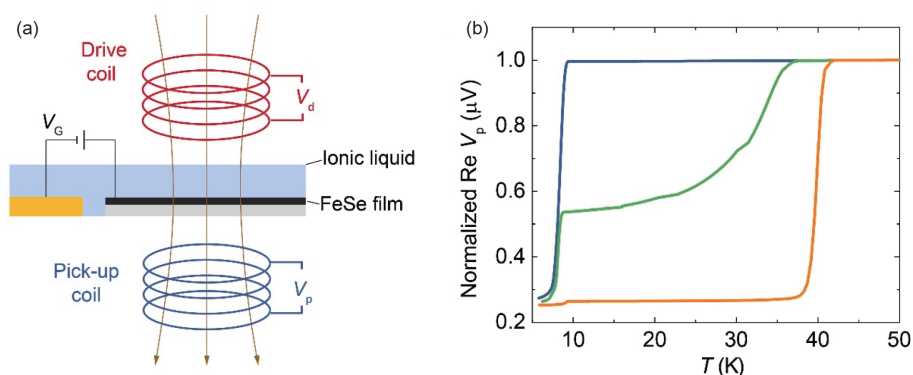 (a)
Drive
coil
V_d
V_G
Ionic liquid
FeSe film
Pick-up
coil
V_p
(b)
Normalized Re V_p (μV)
1.0
0.8
0.6
0.4
0.2
10 20 30 40 50
T (K)